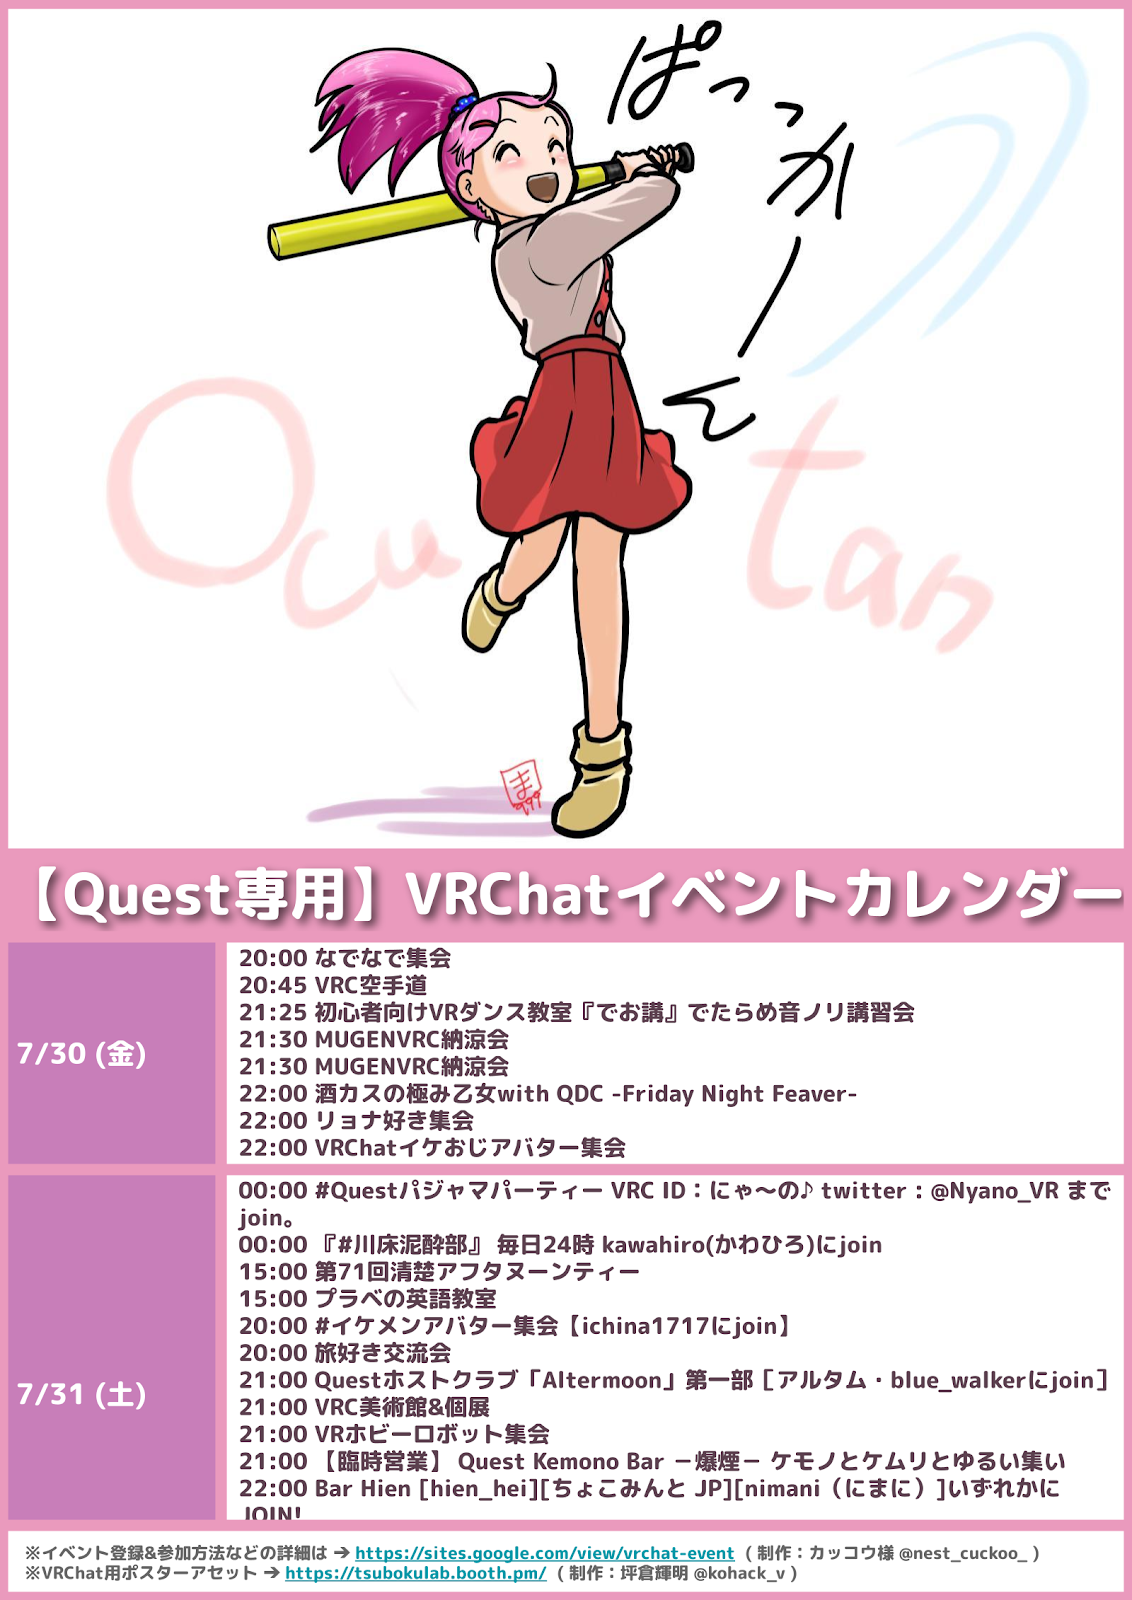 ぱっっかーん
Ocu tan
ま
999
【Quest専用】VRChatイベントカレンダー
7/30 (金)
20:00 なでなで集会
20:45 VRC空手道
21:25 初心者向けVRダンス教室『でお講』でたらめ音ノリ講習会
21:30 MUGENVRC納涼会
21:30 MUGENVRC納涼会
22:00 酒カスの極み乙女with QDC -Friday Night Feaver-
22:00 リョナ好き集会
22:00 VRChatイケおじアバター集会
7/31 (土)
00:00 #Questパジャマパーティー VRC ID：にゃ～の♪ twitter : @Nyano_VR まで
join。
00:00 『#川床泥酔部』 毎日24時 kawahiro(かわひろ)にjoin
15:00 第71回清楚アフタヌーンティー
15:00 プラべの英語教室
20:00 #イケメンアバター集会【ichina1717にjoin】
20:00 旅好き交流会
21:00 Questホストクラブ「Altermoon」第一部［アルタム・blue_walkerにjoin］
21:00 VRC美術館&個展
21:00 VRホビーロボット集会
21:00 【臨時営業】 Quest Kemono Bar －爆煙－ ケモノとケムリとゆるい集い
22:00 Bar Hien [hien_hei][ちょこみんと JP][nimani（にまに）]いずれかに
JOIN!
※イベント登録&参加方法などの詳細は ➔ https://sites.google.com/view/vrchat-event ( 制作：カッコウ様 @nest_cuckoo_ )
※VRChat用ポスターアセット ➔ https://tsubokulab.booth.pm/ ( 制作：坪倉輝明 @kohack_v )